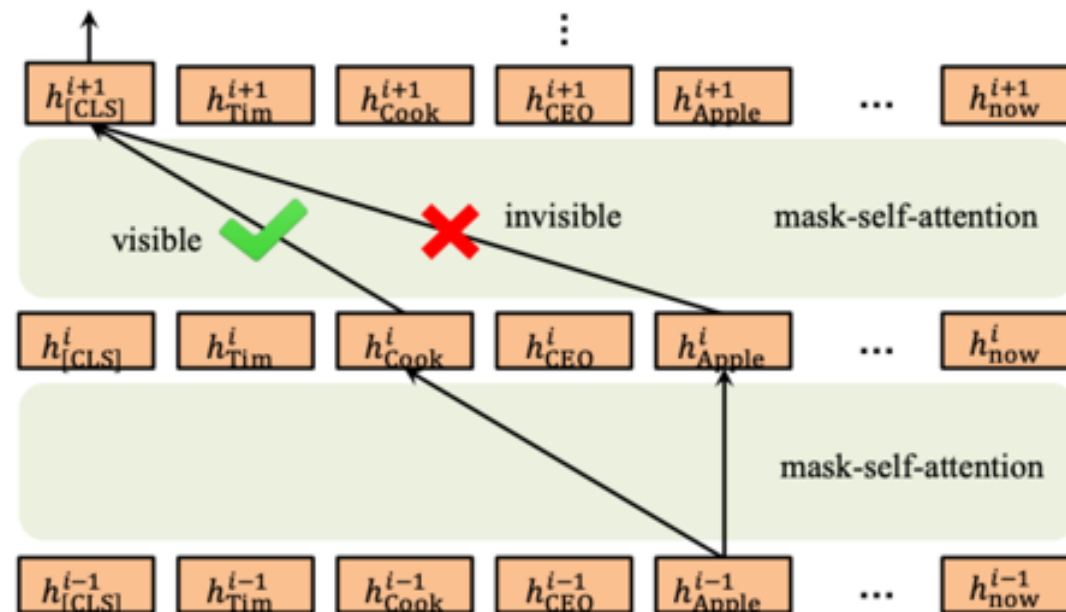 ⋮
h^{i+1}_{[CLS]} h^{i+1}_{Tim} h^{i+1}_{Cook} h^{i+1}_{CEO} h^{i+1}_{Apple} ... h^{i+1}_{now}
visible invisible mask-self-attention
h^{i}_{[CLS]} h^{i}_{Tim} h^{i}_{Cook} h^{i}_{CEO} h^{i}_{Apple} ... h^{i}_{now}
mask-self-attention
h^{i-1}_{[CLS]} h^{i-1}_{Tim} h^{i-1}_{Cook} h^{i-1}_{CEO} h^{i-1}_{Apple} ... h^{i-1}_{now}